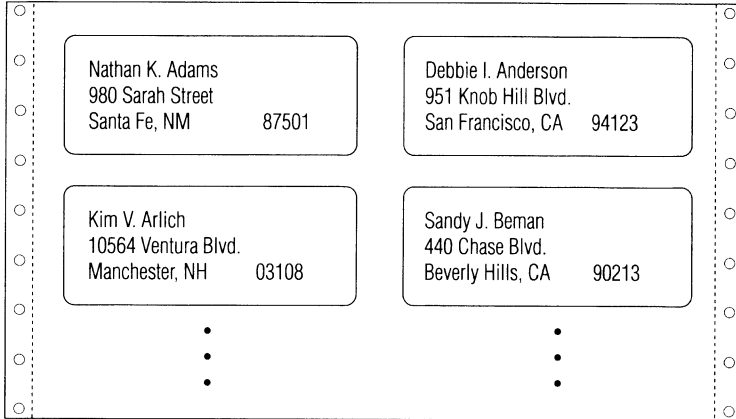 Nathan K. Adams
980 Sarah Street
Santa Fe, NM 87501
Debbie I. Anderson
951 Knob Hill Blvd.
San Francisco, CA 94123
Kim V. Arlich
10564 Ventura Blvd.
Manchester, NH 03108
Sandy J. Beman
440 Chase Blvd.
Beverly Hills, CA 90213